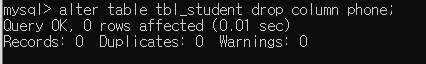 mysql> alter table tbl_student drop column phone;
Query OK, 0 rows affected (0.01 sec)
Records: 0  Duplicates: 0  Warnings: 0